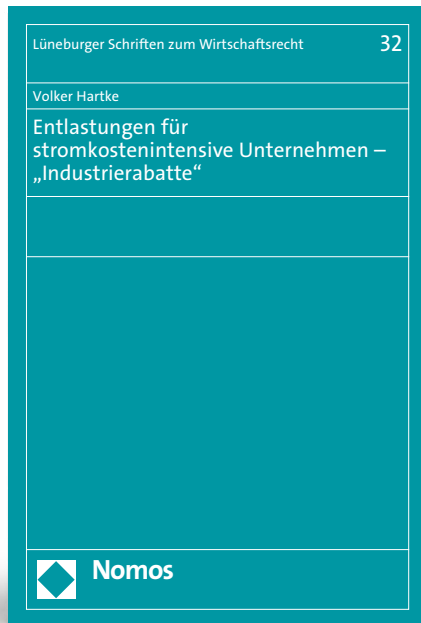 Lüneburger Schriften zum Wirtschaftsrecht 32
Volker Hartke
Entlastungen für
stromkostenintensive Unternehmen –
„Industrierabatte“
Nomos